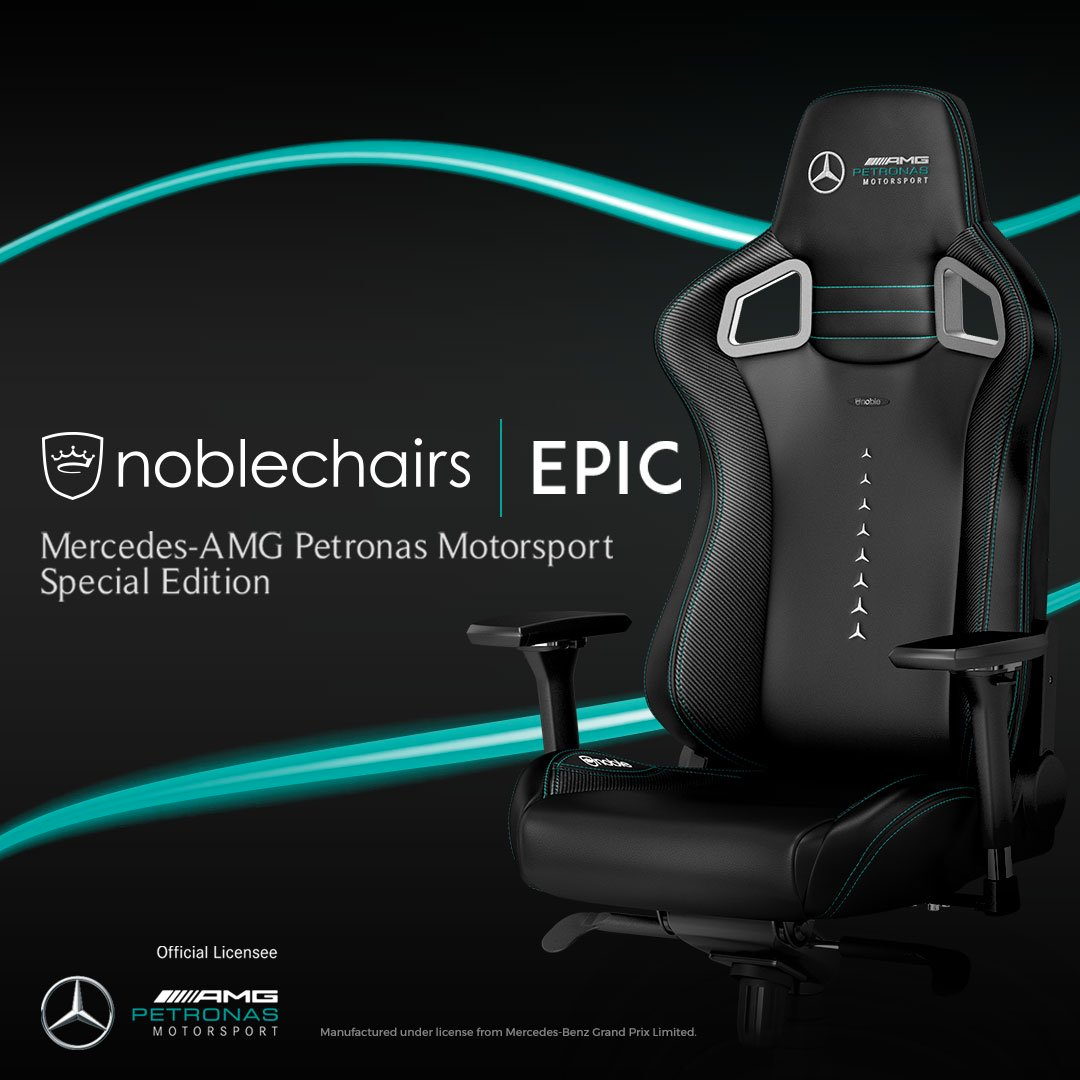 AMG
PETRONAS
MOTORSPORT
noble
noblechairs | EPIC
Mercedes-AMG Petronas Motorsport
Special Edition
noble
Official Licensee
AMG
PETRONAS
MOTORSPORT
Manufactured under license from Mercedes-Benz Grand Prix Limited.